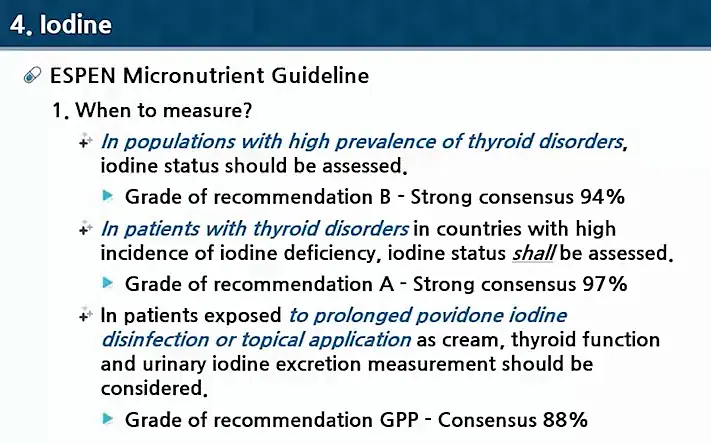 4. Iodine
ESPEN Micronutrient Guideline
1. When to measure?
In populations with high prevalence of thyroid disorders,
iodine status should be assessed.
Grade of recommendation B - Strong consensus 94%
In patients with thyroid disorders in countries with high
incidence of iodine deficiency, iodine status shall be assessed.
Grade of recommendation A - Strong consensus 97%
In patients exposed to prolonged povidone iodine
disinfection or topical application as cream, thyroid function
and urinary iodine excretion measurement should be
considered.
Grade of recommendation GPP - Consensus 88%